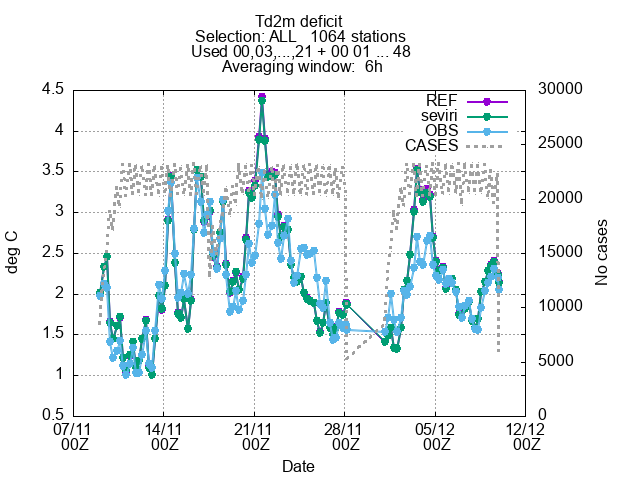 Td2m deficit
Selection: ALL   1064 stations
Used 00,03,...,21 + 00 01 ... 48
Averaging window:  6h
REF
seviri
OBS
CASES
4.5
4
3.5
3
2.5
2
1.5
1
0.5
deg C
30000
25000
20000
15000
10000
5000
0
No cases
07/11 14/11 21/11 28/11 05/12 12/12
00Z 00Z 00Z 00Z 00Z 00Z
Date